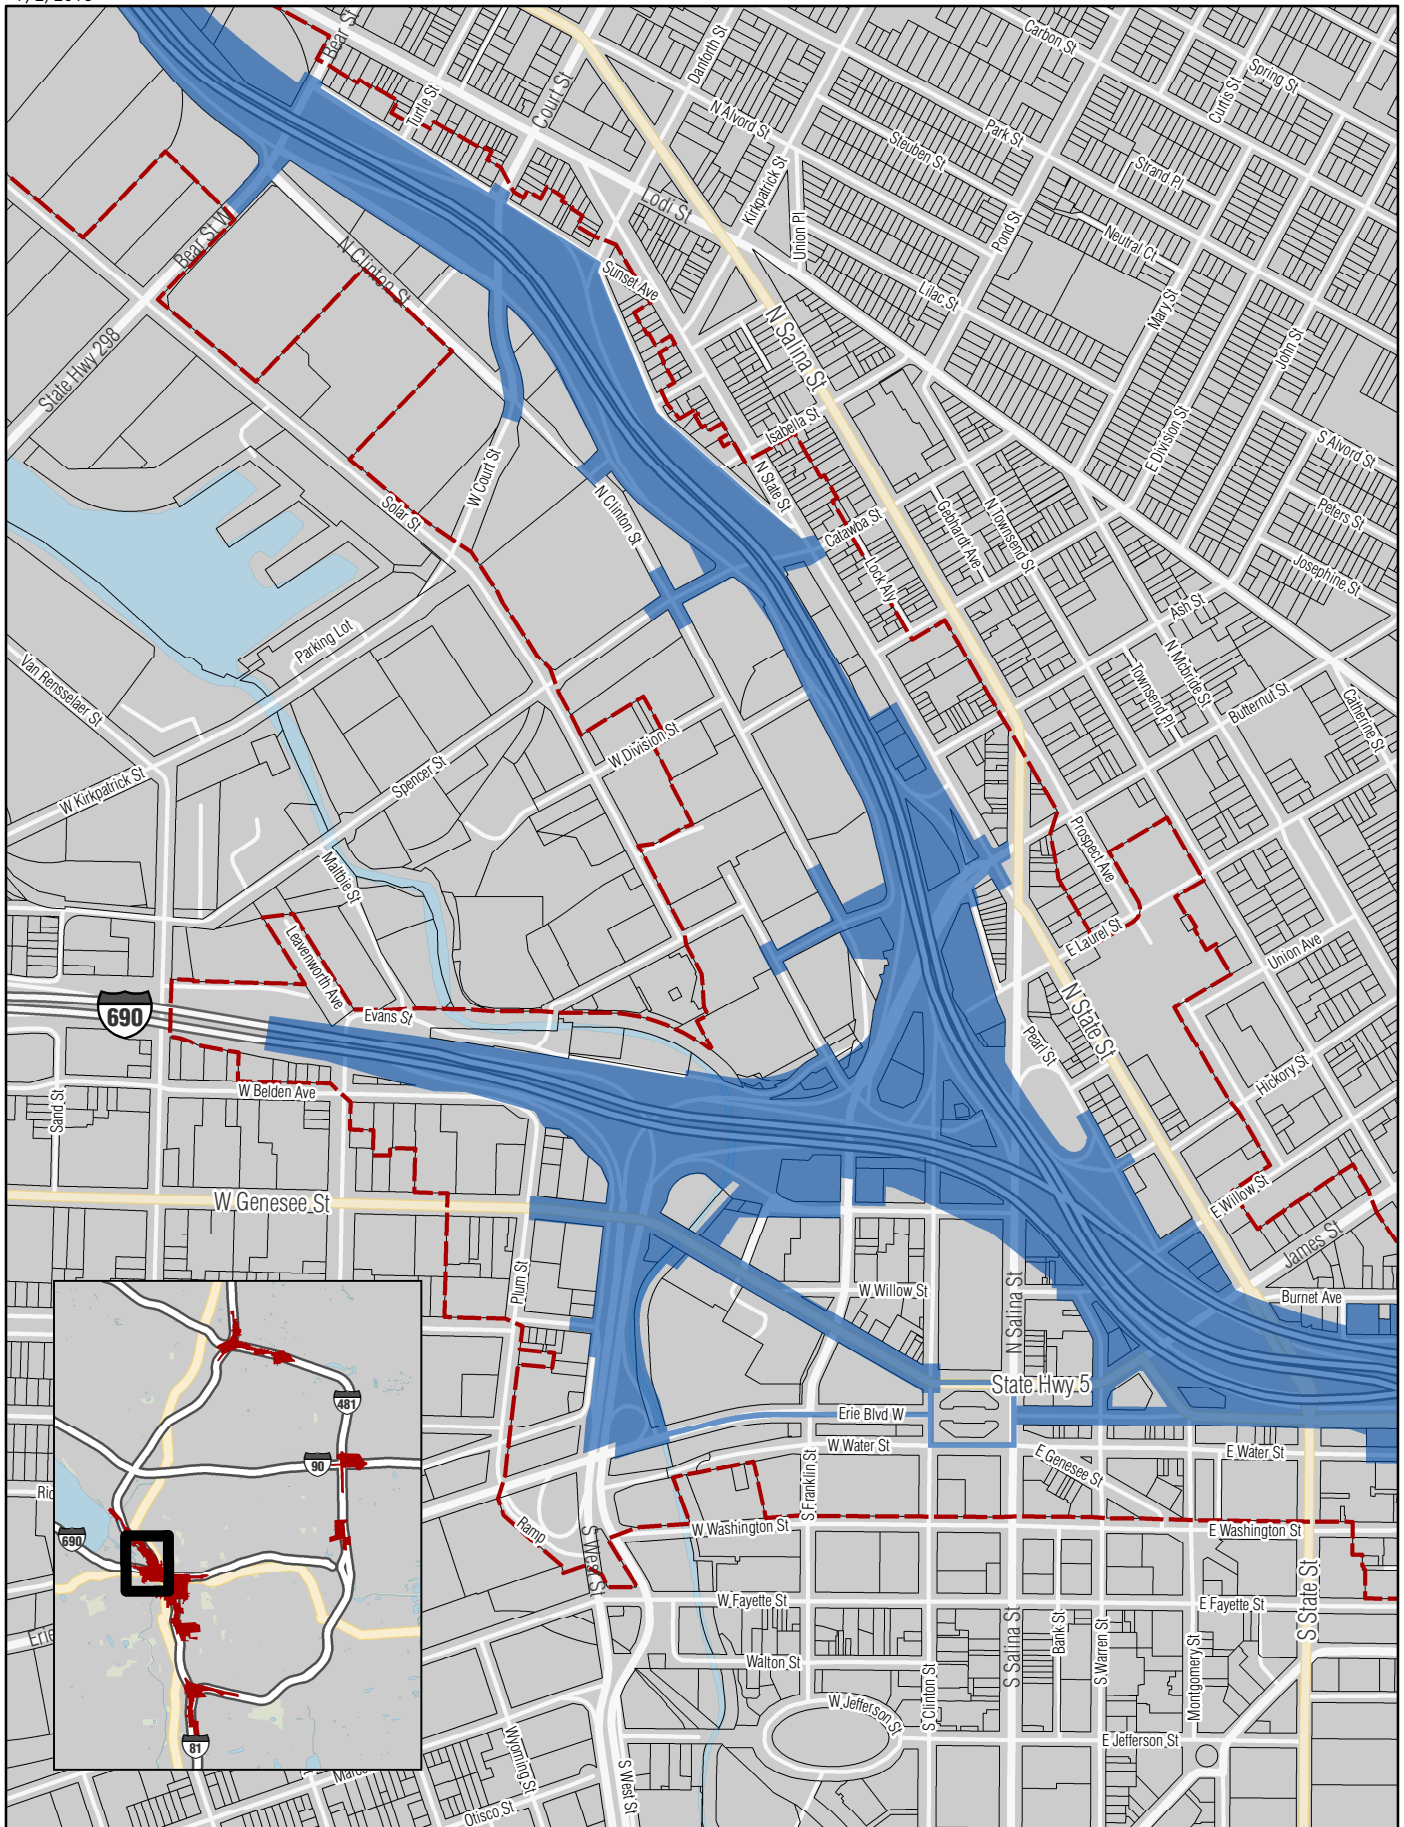 Bear St
Carbon St
Spring St
Danforth St
Curtis St
Court St
Turtle St
N Alvord St
Park St
Steuben St
Strand Pl
Kirkpatrick St
Lodi St
Union Pl
Pond St
Neutral Ct
Bear St W
N Clinton St
Sunset Ave
Lilac St
Mary St
N Salina St
John St
State Hwy 298
Isabella St
E Division St
S Alvord St
W Court St
N State St
Solar St
N Clinton St
Catawba St
Gebhardt Ave
N Townsend St
Peters St
Lock Aly
Josephine St
Ash St
Parking Lot
Van Rensselaer St
N Mcbride St
Townsend Pl
Butternut St
Catherine St
W Division St
Spencer St
W Kirkpatrick St
Maltbie St
Prospect Ave
E Laurel St
Leavenworth Ave
Union Ave
690
Evans St
N State St
Pearl St
Hickory St
Sand St
W Belden Ave
W Genesee St
E Willow St
James St
Plum St
W Willow St
N Salina St
Burnet Ave
State Hwy 5
481
Erie Blvd W
W Water St
E Genesee St
E Water St
90
S Franklin St
Ramp
W Washington St
E Washington St
690
S West St
S State St
W Fayette St
E Fayette St
S Salina St
Bank St
S Warren St
Erie
Walton St
S Clinton St
Montgomery St
W Jefferson St
E Jefferson St
81
Wyoming St
S West St
Otisco St